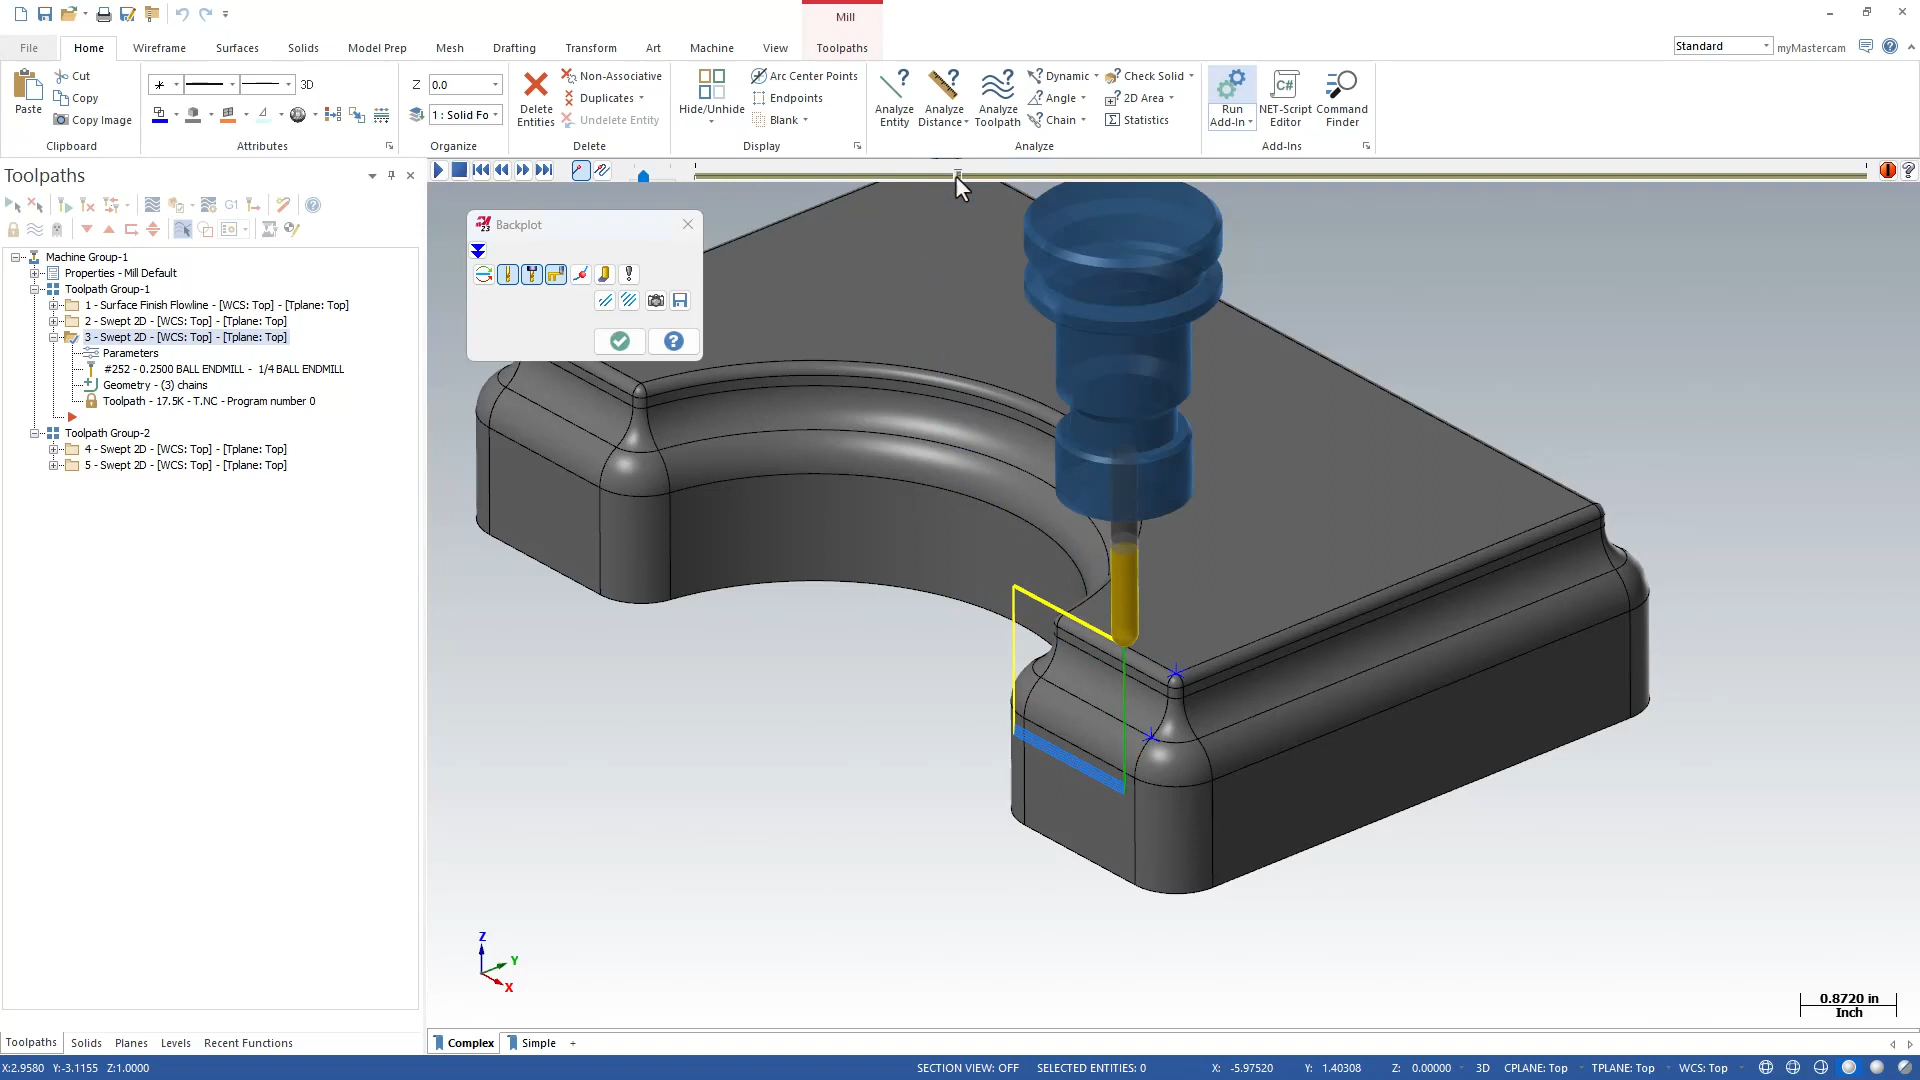 Mill
File
Home
Wireframe
Surfaces
Solids
Model Prep
Mesh
Drafting
Transform
Art
Machine
View
Toolpaths
Standard
myMastercam
Paste
Cut
Copy
Copy Image
Clipboard
3D
Attributes
Z
0.0
1 : Solid Fo
Organize
Delete
Entities
Non-Associative
Duplicates
Undelete Entity
Delete
Hide/Unhide
Arc Center Points
Endpoints
Blank
Display
Analyze
Entity
Analyze
Distance
Analyze
Toolpath
Dynamic
Angle
Chain
Check Solid
2D Area
Statistics
Analyze
Run
Add-In
C#
NET-Script
Editor
Command
Finder
Add-Ins
Toolpaths
G1
Machine Group-1
Properties - Mill Default
Toolpath Group-1
1 - Surface Finish Flowline - [WCS: Top] - [Tplane: Top]
2 - Swept 2D - [WCS: Top] - [Tplane: Top]
3 - Swept 2D - [WCS: Top] - [Tplane: Top]
Parameters
#252 - 0.2500 BALL ENDMILL - 1/4 BALL ENDMILL
Geometry - (3) chains
Toolpath - 17.5K - T.NC - Program number 0
Toolpath Group-2
4 - Swept 2D - [WCS: Top] - [Tplane: Top]
5 - Swept 2D - [WCS: Top] - [Tplane: Top]
23
Backplot
Z
Y
X
0.8720 in
Inch
Toolpaths
Solids
Planes
Levels
Recent Functions
Complex
Simple
+
X:2.9580 Y:-3.1155 Z:1.0000
SECTION VIEW: OFF
SELECTED ENTITIES: 0
X: -5.97520
Y: 1.40308
Z: 0.00000
3D
CPLANE: Top
TPLANE: Top
WCS: Top